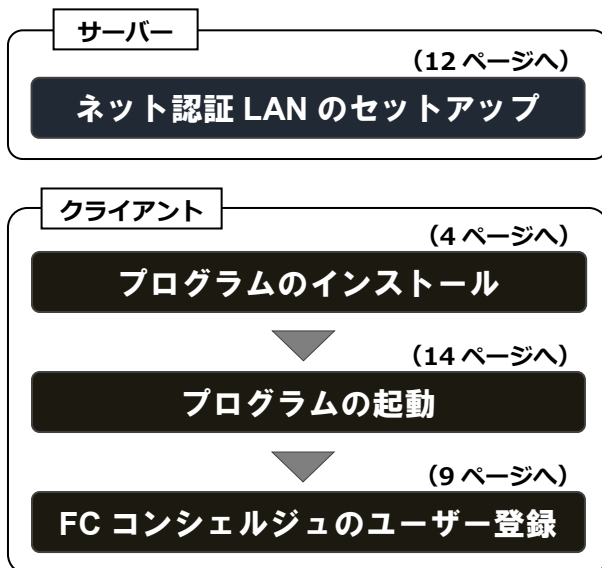 サーバー
(12 ページへ)
ネット認証 LAN のセットアップ
クライアント
(4 ページへ)
プログラムのインストール
(14 ページへ)
プログラムの起動
(9 ページへ)
FC コンシェルジュのユーザー登録